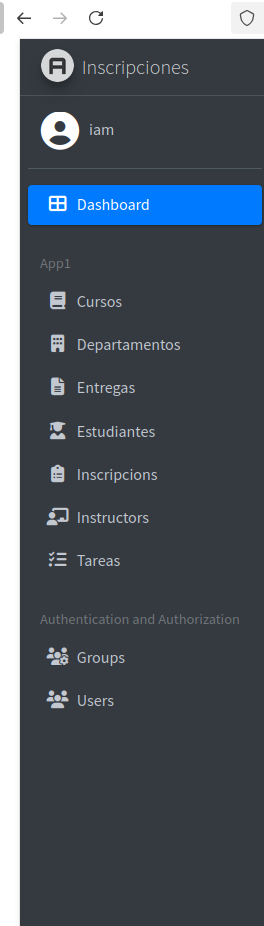 Inscripciones
iam
Dashboard
App1
Cursos
Departamentos
Entregas
Estudiantes
Inscripcions
Instructors
Tareas
Authentication and Authorization
Groups
Users